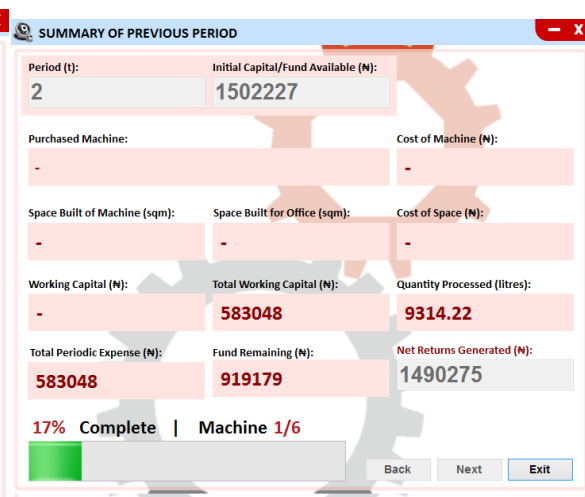 SUMMARY OF PREVIOUS PERIOD
Period (t): Initial Capital/Fund Available (₦):
2 1502227
Purchased Machine: Cost of Machine (₦):
- -
Space Built of Machine (sqm): Space Built for Office (sqm): Cost of Space (₦):
- - -
Working Capital (₦): Total Working Capital (₦): Quantity Processed (litres):
- 583048 9314.22
Total Periodic Expense (₦): Fund Remaining (₦): Net Returns Generated (₦):
583048 919179 1490275
17% Complete | Machine 1/6
Back Next Exit